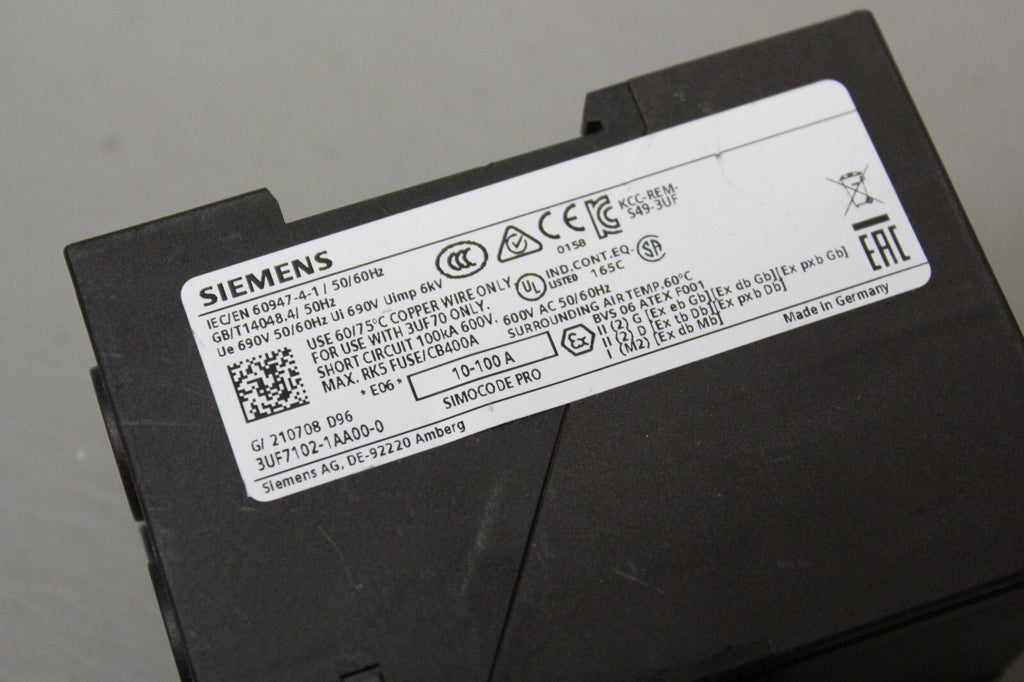 SIEMENS
IEC/EN 60947-4-1 / 50/60Hz
GB/T14048.4/ 50Hz
Ue 690V 50/60Hz Ui 690V Uimp 6kV
CCC
CE
0158
KCC-REM-
S49-3UF
USE 60/75°C COPPER WIRE ONLY
FOR USE WITH 3UF70 ONLY.
SHORT CIRCUIT 100kA 600V. 600V AC 50/60Hz
MAX. RK5 FUSE/CB400A
UL
LISTED
IND.CONT.EQ.
165C
SURROUNDING AIR TEMP. 60°C
* E06 *
10-100 A
SIMOCODE PRO
Ex
BVS 06 ATEX F001
II (2) G [Ex eb Gb][Ex db Gb][Ex pxb Gb]
II (2) D [Ex tb Db][Ex pxb Db]
I (M2) [Ex db Mb]
EAC
G/ 210708 D96
3UF7102-1AA00-0
Siemens AG, DE-92220 Amberg
Made in Germany